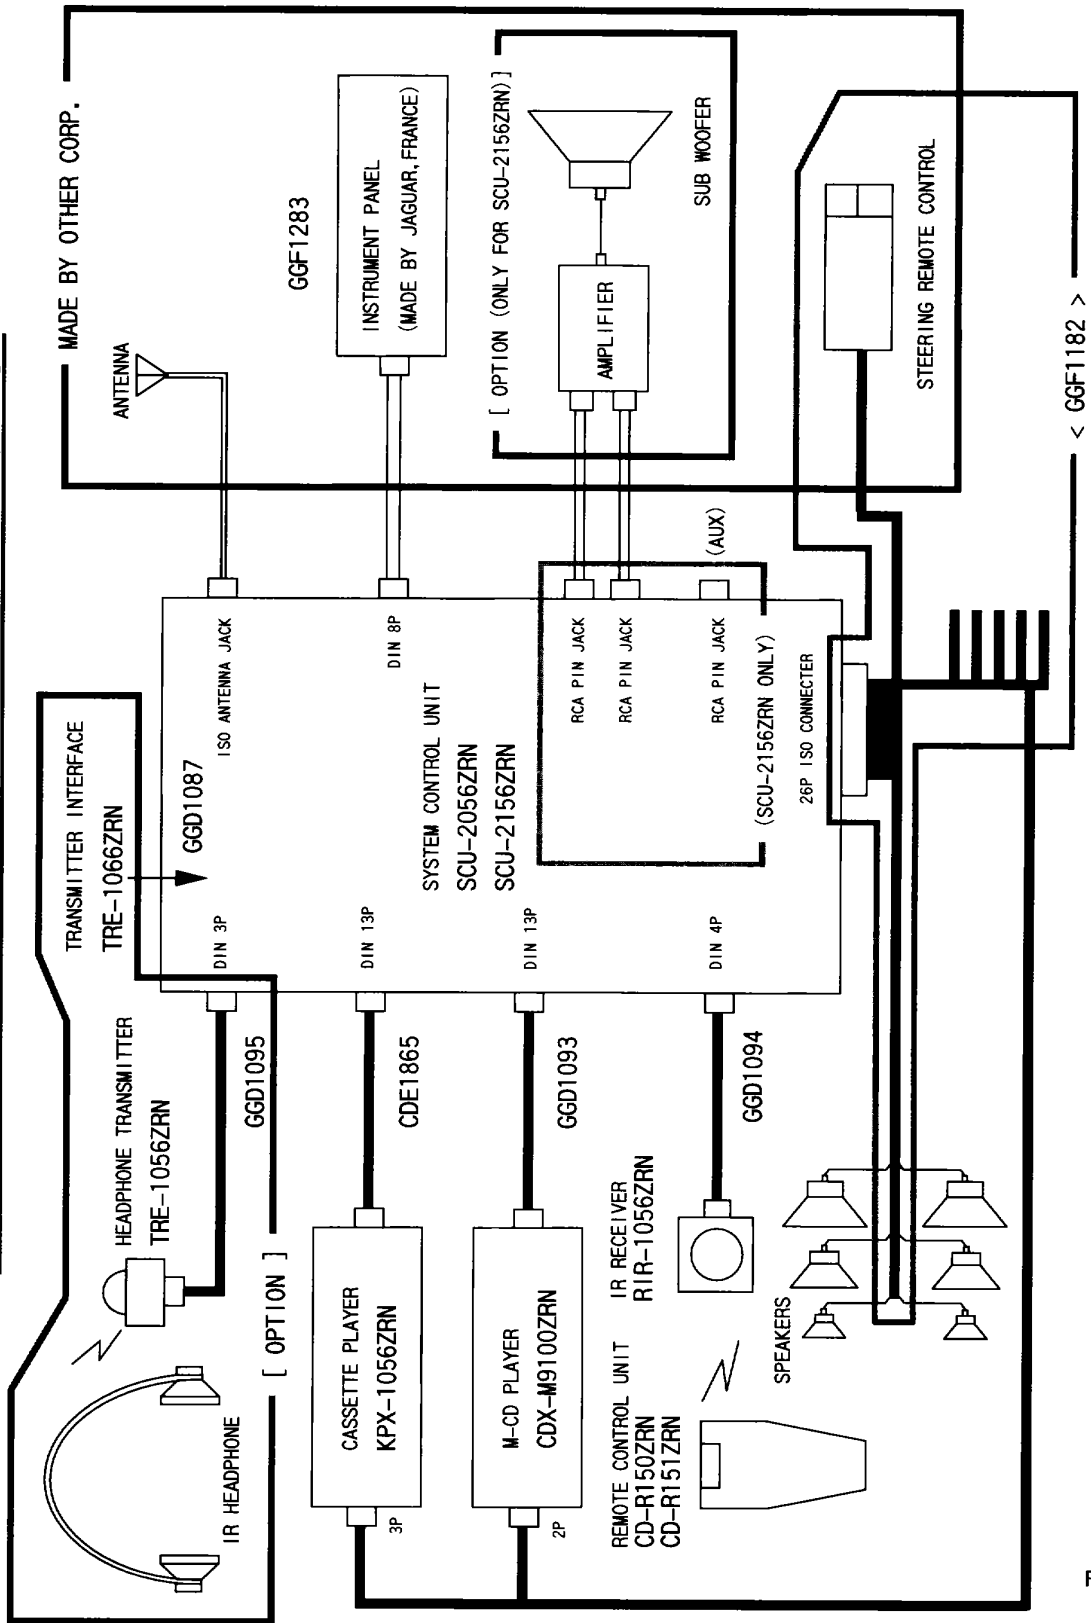 MADE BY OTHER CORP.
ANTENNA
GGF1283
INSTRUMENT PANEL
(MADE BY JAGUAR, FRANCE)
[ OPTION (ONLY FOR SCU-2156ZRN)]
AMPLIFIER
SUB WOOFER
STEERING REMOTE CONTROL
< GGF1182 >
TRANSMITTER INTERFACE
TRE-1066ZRN
GGD1087
ISO ANTENNA JACK
DIN 8P
SYSTEM CONTROL UNIT
SCU-2056ZRN
SCU-2156ZRN
RCA PIN JACK
RCA PIN JACK
RCA PIN JACK
(AUX)
(SCU-2156ZRN ONLY)
26P ISO CONNECTER
DIN 3P
DIN 13P
DIN 13P
DIN 4P
HEADPHONE TRANSMITTER
TRE-1056ZRN
GGD1095
CDE1865
GGD1093
GGD1094
IR HEADPHONE
[ OPTION ]
CASSETTE PLAYER
KPX-1056ZRN
3P
M-CD PLAYER
CDX-M9100ZRN
2P
IR RECEIVER
RIR-1056ZRN
REMOTE CONTROL UNIT
CD-R150ZRN
CD-R151ZRN
SPEAKERS